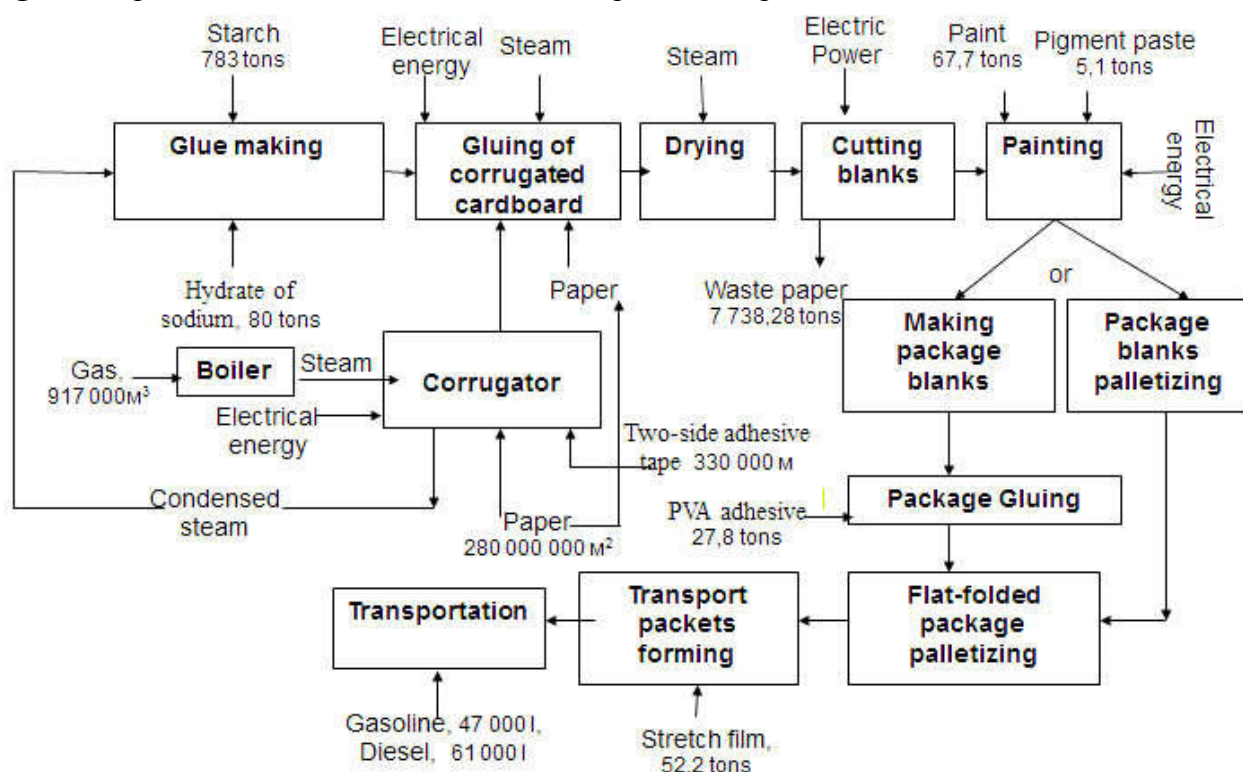 Starch
783 tons
Electrical
energy
Steam
Steam
Electric
Power
Paint
67,7 tons
Pigment paste
5,1 tons
Glue making
Gluing of
corrugated
cardboard
Drying
Cutting
blanks
Painting
Electrical
energy
Hydrate of
sodium, 80 tons
Paper
Waste paper
7 738,28 tons
or
Gas,
917 000м³
Boiler
Steam
Corrugator
Making
package
blanks
Package
blanks
palletizing
Electrical
energy
Two-side adhesive
tape 330 000 м
Condensed
steam
Paper
280 000 000 м²
PVA adhesive
27,8 tons
Package Gluing
Transportation
Transport
packets
forming
Flat-folded
package
palletizing
Gasoline, 47 000 l,
Diesel, 61 000 l
Stretch film,
52,2 tons